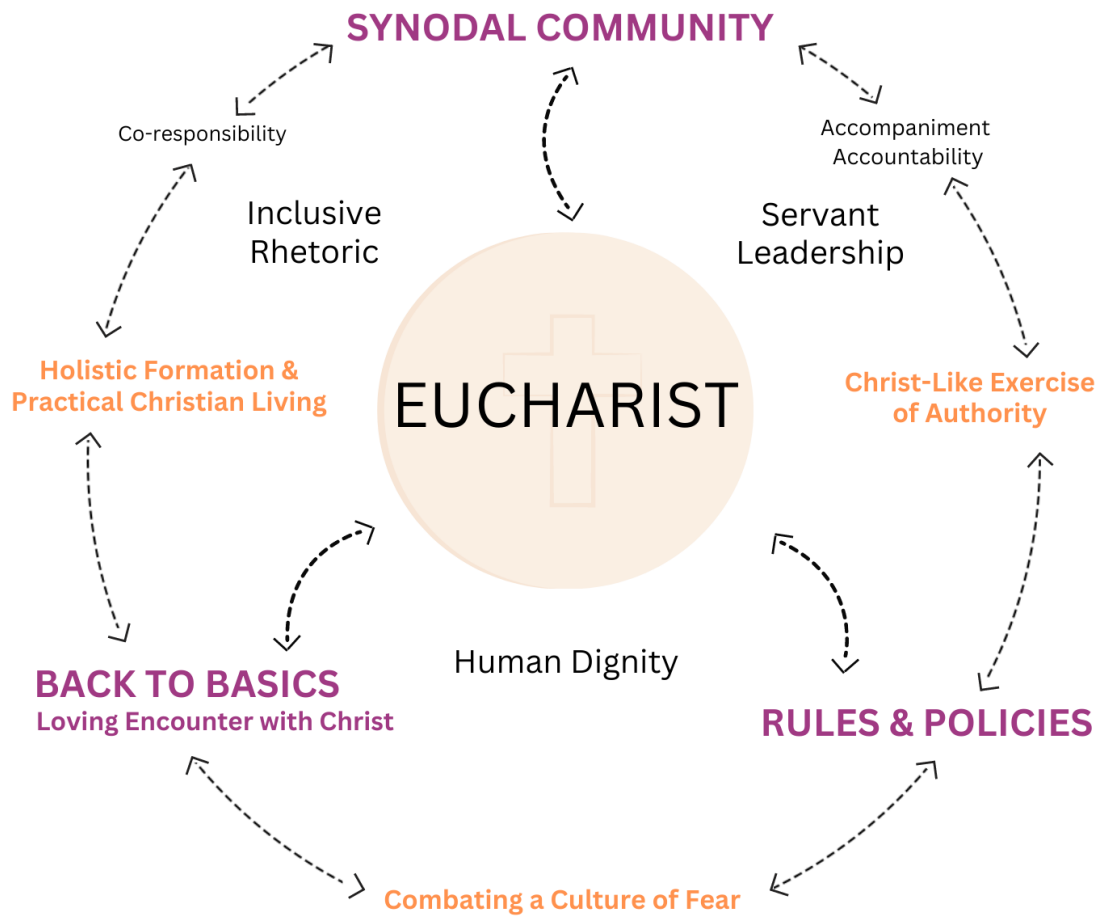 SYNODAL COMMUNITY
Co-responsibility
Accompaniment
Accountability
Inclusive
Rhetoric
Servant
Leadership
Holistic Formation &
Practical Christian Living
EUCHARIST
Christ-Like Exercise
of Authority
Human Dignity
BACK TO BASICS
Loving Encounter with Christ
RULES & POLICIES
Combating a Culture of Fear